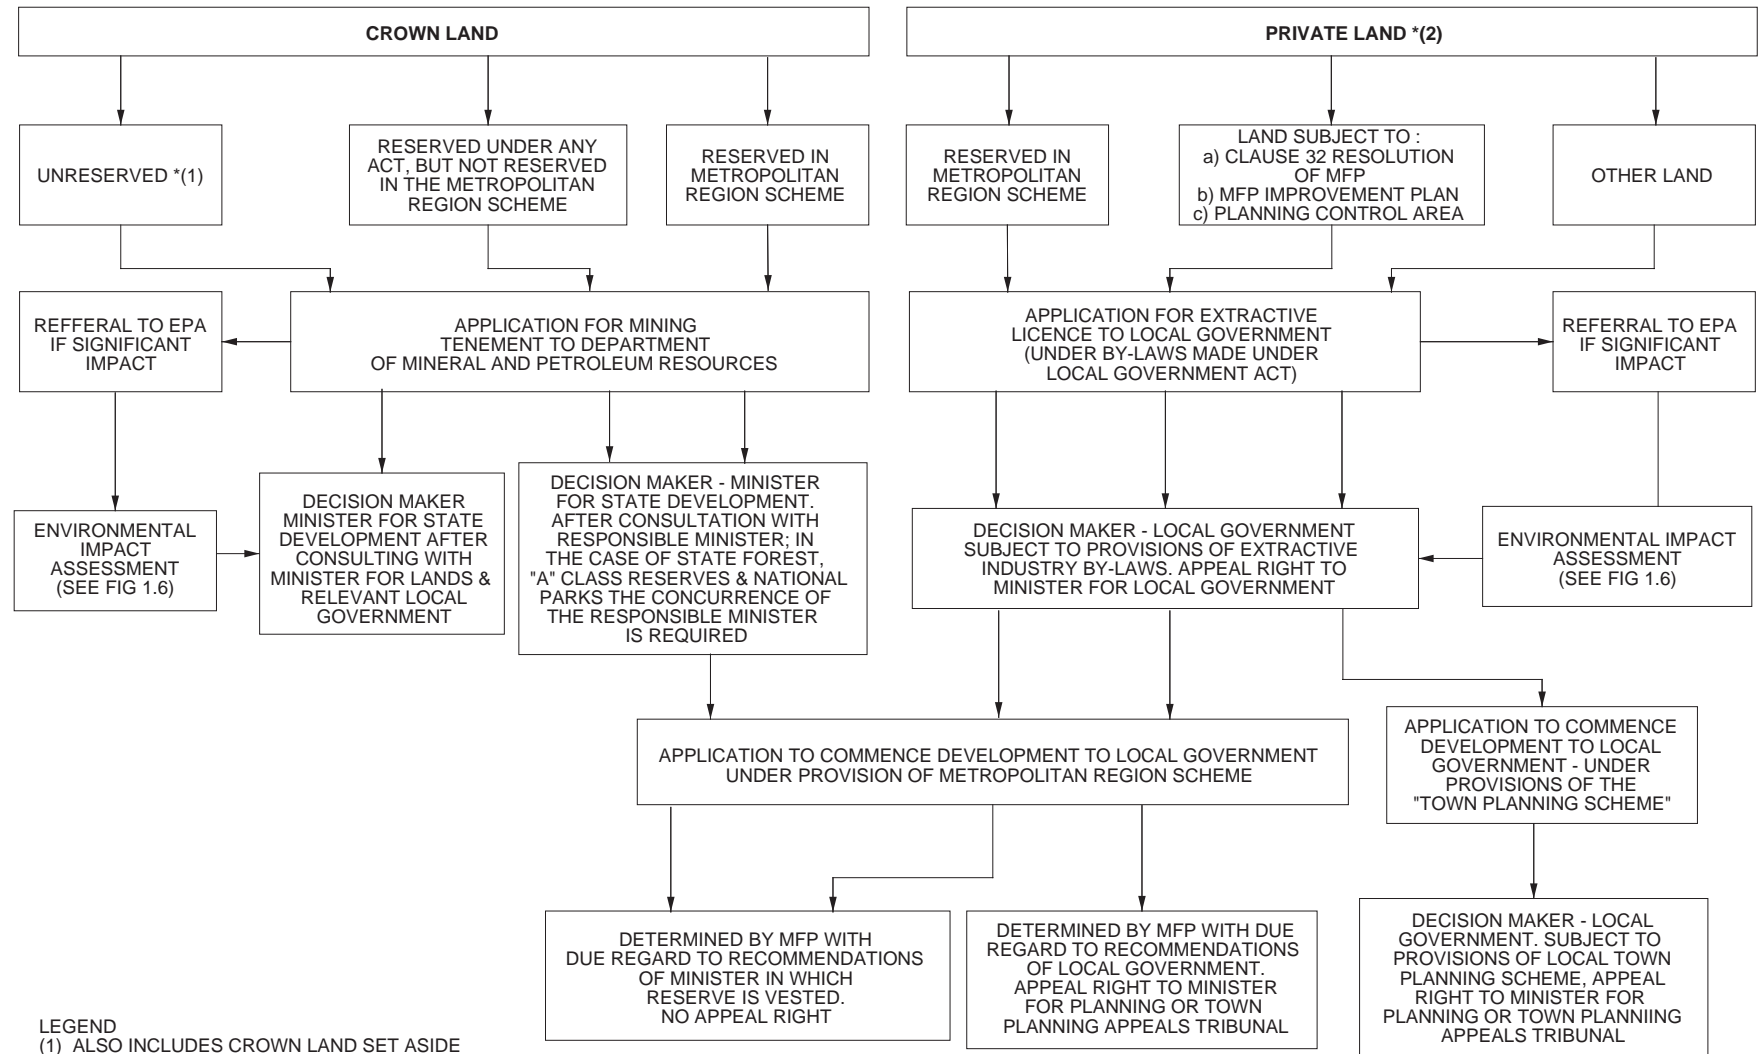 CROWN LAND
PRIVATE LAND *(2)
UNRESERVED *(1)
RESERVED UNDER ANY
ACT, BUT NOT RESERVED
IN THE METROPOLITAN
REGION SCHEME
RESERVED IN
METROPOLITAN
REGION SCHEME
RESERVED IN
METROPOLITAN
REGION SCHEME
LAND SUBJECT TO :
a) CLAUSE 32 RESOLUTION
OF MFP
b) MFP IMPROVEMENT PLAN
c) PLANNING CONTROL AREA
OTHER LAND
REFFERAL TO EPA
IF SIGNIFICANT
IMPACT
APPLICATION FOR MINING
TENEMENT TO DEPARTMENT
OF MINERAL AND PETROLEUM RESOURCES
APPLICATION FOR EXTRACTIVE
LICENCE TO LOCAL GOVERNMENT
(UNDER BY-LAWS MADE UNDER
LOCAL GOVERNMENT ACT)
REFERRAL TO EPA
IF SIGNIFICANT
IMPACT
ENVIRONMENTAL
IMPACT
ASSESSMENT
(SEE FIG 1.6)
DECISION MAKER
MINISTER FOR STATE
DEVELOPMENT AFTER
CONSULTING WITH
MINISTER FOR LANDS &
RELEVANT LOCAL
GOVERNMENT
DECISION MAKER - MINISTER
FOR STATE DEVELOPMENT.
AFTER CONSULTATION WITH
RESPONSIBLE MINISTER; IN
THE CASE OF STATE FOREST,
"A" CLASS RESERVES & NATIONAL
PARKS THE CONCURRENCE OF
THE RESPONSIBLE MINISTER
IS REQUIRED
DECISION MAKER - LOCAL GOVERNMENT
SUBJECT TO PROVISIONS OF EXTRACTIVE
INDUSTRY BY-LAWS. APPEAL RIGHT TO
MINISTER FOR LOCAL GOVERNMENT
ENVIRONMENTAL IMPACT
ASSESSMENT
(SEE FIG 1.6)
APPLICATION TO COMMENCE DEVELOPMENT TO LOCAL GOVERNMENT
UNDER PROVISION OF METROPOLITAN REGION SCHEME
APPLICATION TO COMMENCE
DEVELOPMENT TO LOCAL
GOVERNMENT - UNDER
PROVISIONS OF THE
"TOWN PLANNING SCHEME"
DETERMINED BY MFP WITH
DUE REGARD TO RECOMMENDATIONS
OF MINISTER IN WHICH
RESERVE IS VESTED.
NO APPEAL RIGHT
DETERMINED BY MFP WITH DUE
REGARD TO RECOMMENDATIONS
OF LOCAL GOVERNMENT.
APPEAL RIGHT TO MINISTER
FOR PLANNING OR TOWN
PLANNING APPEALS TRIBUNAL
DECISION MAKER - LOCAL
GOVERNMENT. SUBJECT TO
PROVISIONS OF LOCAL TOWN
PLANNING SCHEME, APPEAL
RIGHT TO MINISTER FOR
PLANNING OR TOWN PLANNIING
APPEALS TRIBUNAL
LEGEND
(1) ALSO INCLUDES CROWN LAND SET ASIDE